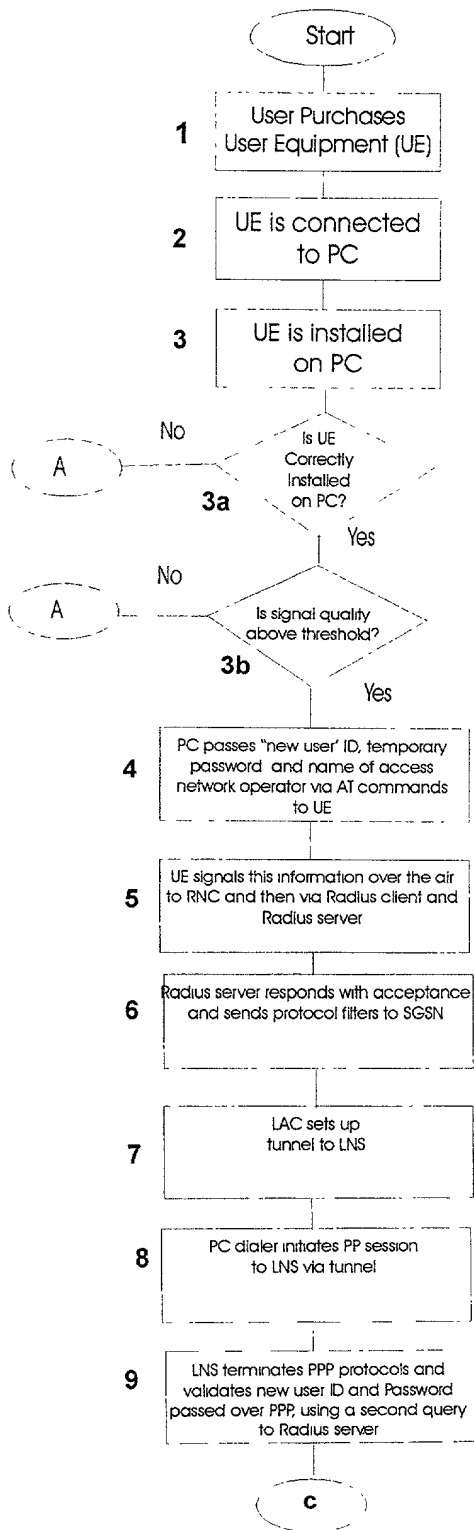 Start
1
User Purchases
User Equipment (UE)
2
UE is connected
to PC
3
UE is installed
on PC
No
A
Is UE
Correctly
Installed
on PC?
3a
Yes
No
A
Is signal quality
above threshold?
3b
Yes
4
PC passes "new user' ID, temporary
password and name of access
network operator via AT commands
to UE
5
UE signals this information over the air
to RNC and then via Radius client and
Radius server
6
Radius server responds with acceptance
and sends protocol filters to SGSN
7
LAC sets up
tunnel to LNS
8
PC dialer initiates PP session
to LNS via tunnel
9
LNS terminates PPP protocols and
validates new user ID and Password
passed over PPP, using a second query
to Radius server
c